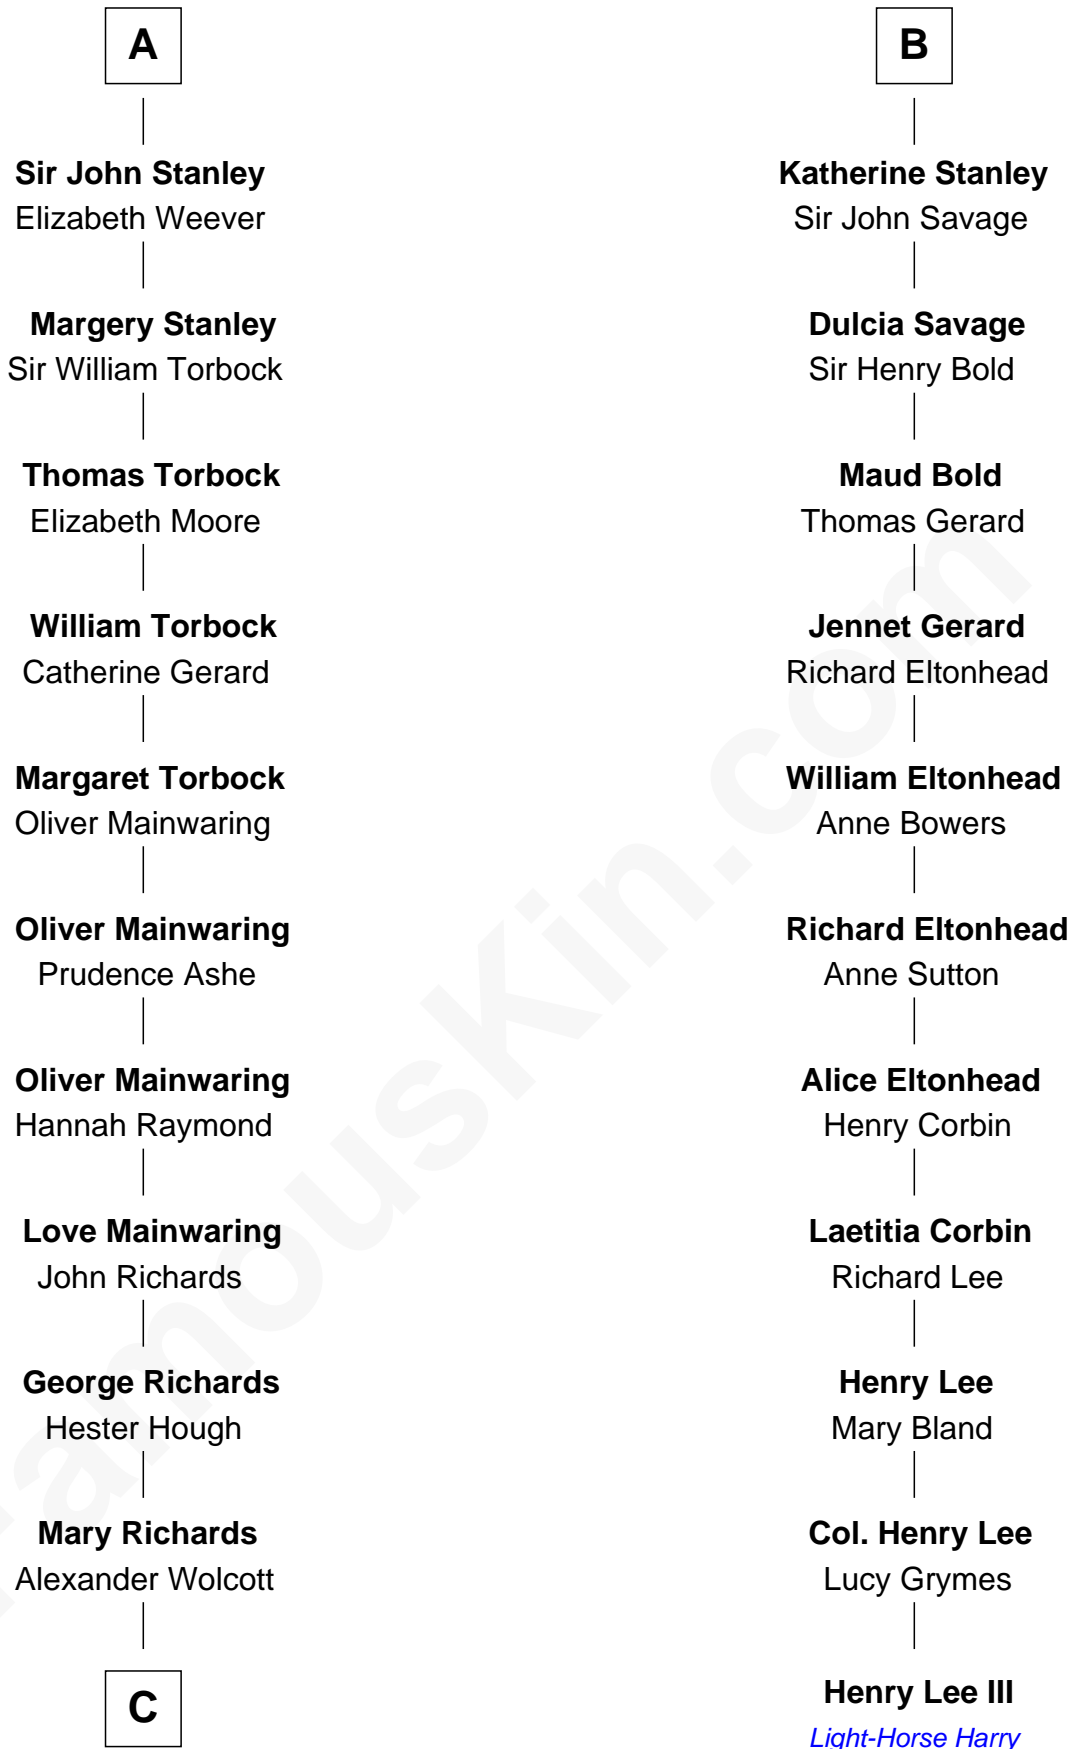 A
Sir John Stanley
Elizabeth Weever
Margery Stanley
Sir William Torbock
Thomas Torbock
Elizabeth Moore
William Torbock
Catherine Gerard
Margaret Torbock
Oliver Mainwaring
Oliver Mainwaring
Prudence Ashe
Oliver Mainwaring
Hannah Raymond
Love Mainwaring
John Richards
George Richards
Hester Hough
Mary Richards
Alexander Wolcott
C
B
Katherine Stanley
Sir John Savage
Dulcia Savage
Sir Henry Bold
Maud Bold
Thomas Gerard
Jennet Gerard
Richard Eltonhead
William Eltonhead
Anne Bowers
Richard Eltonhead
Anne Sutton
Alice Eltonhead
Henry Corbin
Laetitia Corbin
Richard Lee
Henry Lee
Mary Bland
Col. Henry Lee
Lucy Grymes
Henry Lee III
Light-Horse Harry
FamousKin.com